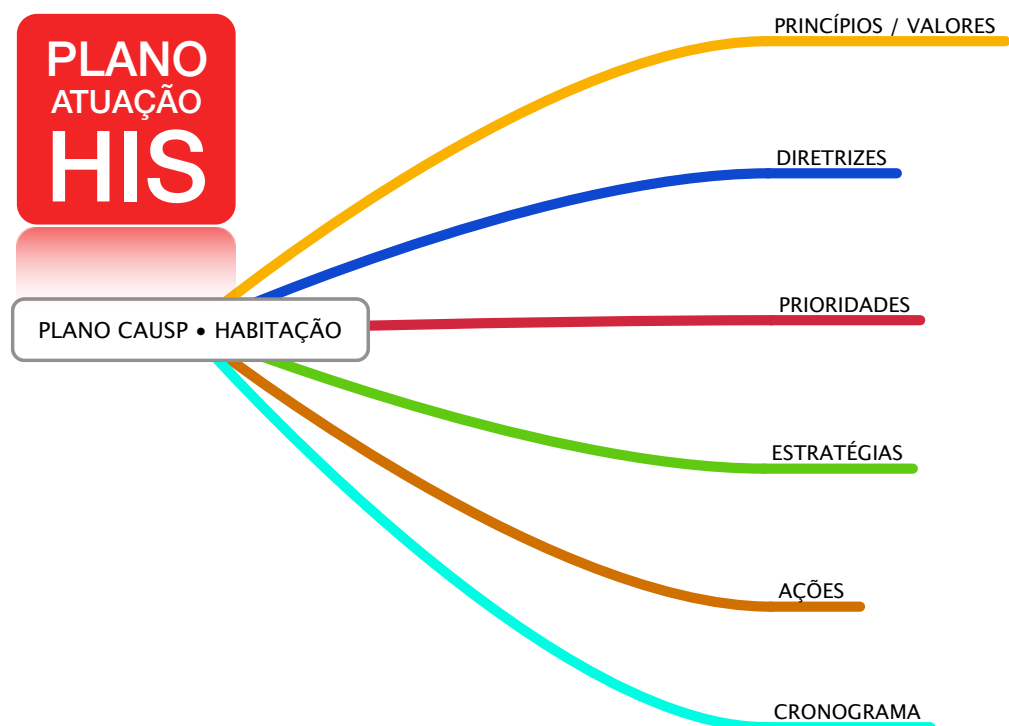 PLANO
ATUAÇÃO
HIS
PLANO CAUSP • HABITAÇÃO
PRINCÍPIOS / VALORES
DIRETRIZES
PRIORIDADES
ESTRATÉGIAS
AÇÕES
CRONOGRAMA